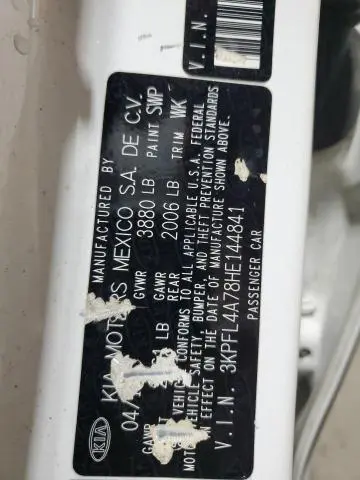 MANUFACTURED BY
KIA
KIA MOTORS MEXICO S.A. DE C.V.
04
GVWR 3880 LB PAINT SWP
LB GAWR REAR 2006 LB TRIM WK
GAWR
VEHICLE CONFORMS TO ALL APPLICABLE U.S.A. FEDERAL
MOTOR VEHICLE SAFETY, BUMPER, AND THEFT PREVENTION STANDARDS
IN EFFECT ON THE DATE OF MANUFACTURE SHOWN ABOVE.
V.I.N. 3KPFL4A78HE144841
PASSENGER CAR
V.I.N.